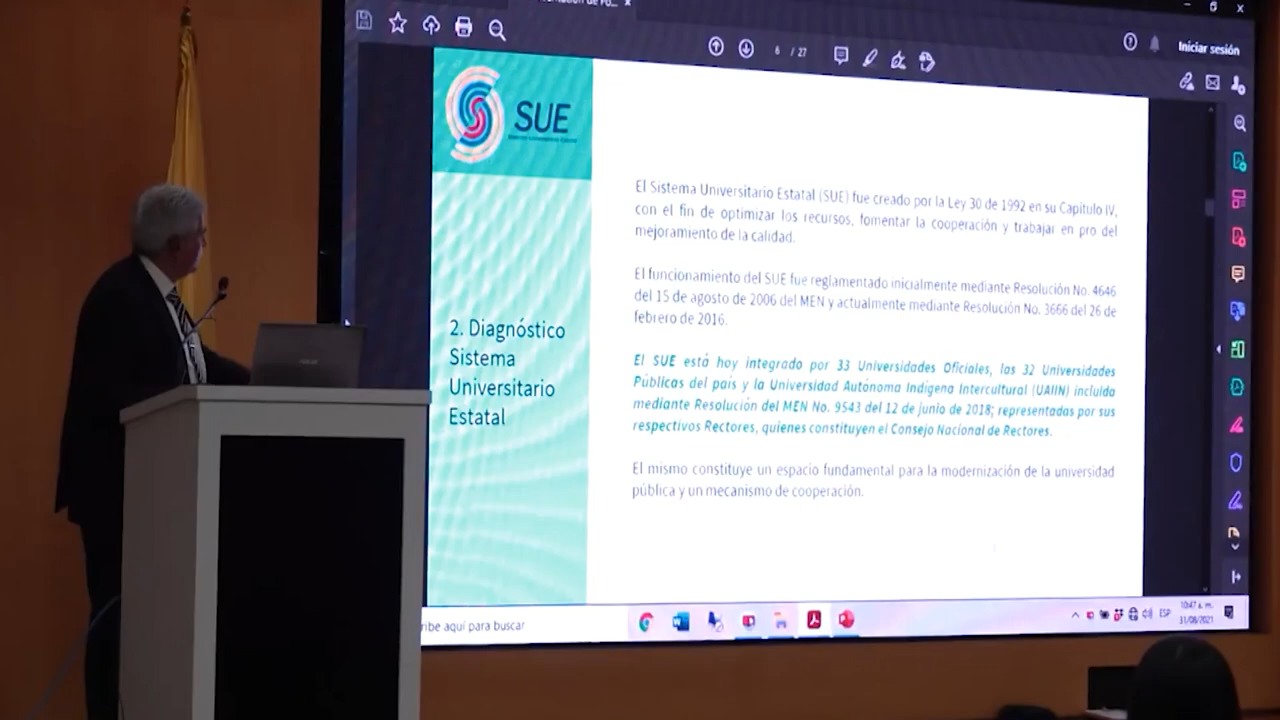 6 / 27
Iniciar sesión
SUE
El Sistema Universitario Estatal (SUE) fue creado por la Ley 30 de 1992 en su Capítulo IV,
con el fin de optimizar los recursos, fomentar la cooperación y trabajar en pro del
mejoramiento de la calidad.
El funcionamiento del SUE fue reglamentado inicialmente mediante Resolución No. 4646
del 15 de agosto de 2006 del MEN y actualmente mediante Resolución No. 3666 del 26 de
febrero de 2016.
2. Diagnóstico
Sistema
Universitario
Estatal
El SUE está hoy integrado por 33 Universidades Oficiales, las 32 Universidades
Públicas del país y la Universidad Autónoma Indígena Intercultural (UAIIN) incluida
mediante Resolución del MEN No. 9543 del 12 de junio de 2018; representadas por sus
respectivos Rectores, quienes constituyen el Consejo Nacional de Rectores.
El mismo constituye un espacio fundamental para la modernización de la universidad
pública y un mecanismo de cooperación.
ribe aquí para buscar
ESP
10:47 a. m.
31/08/2021